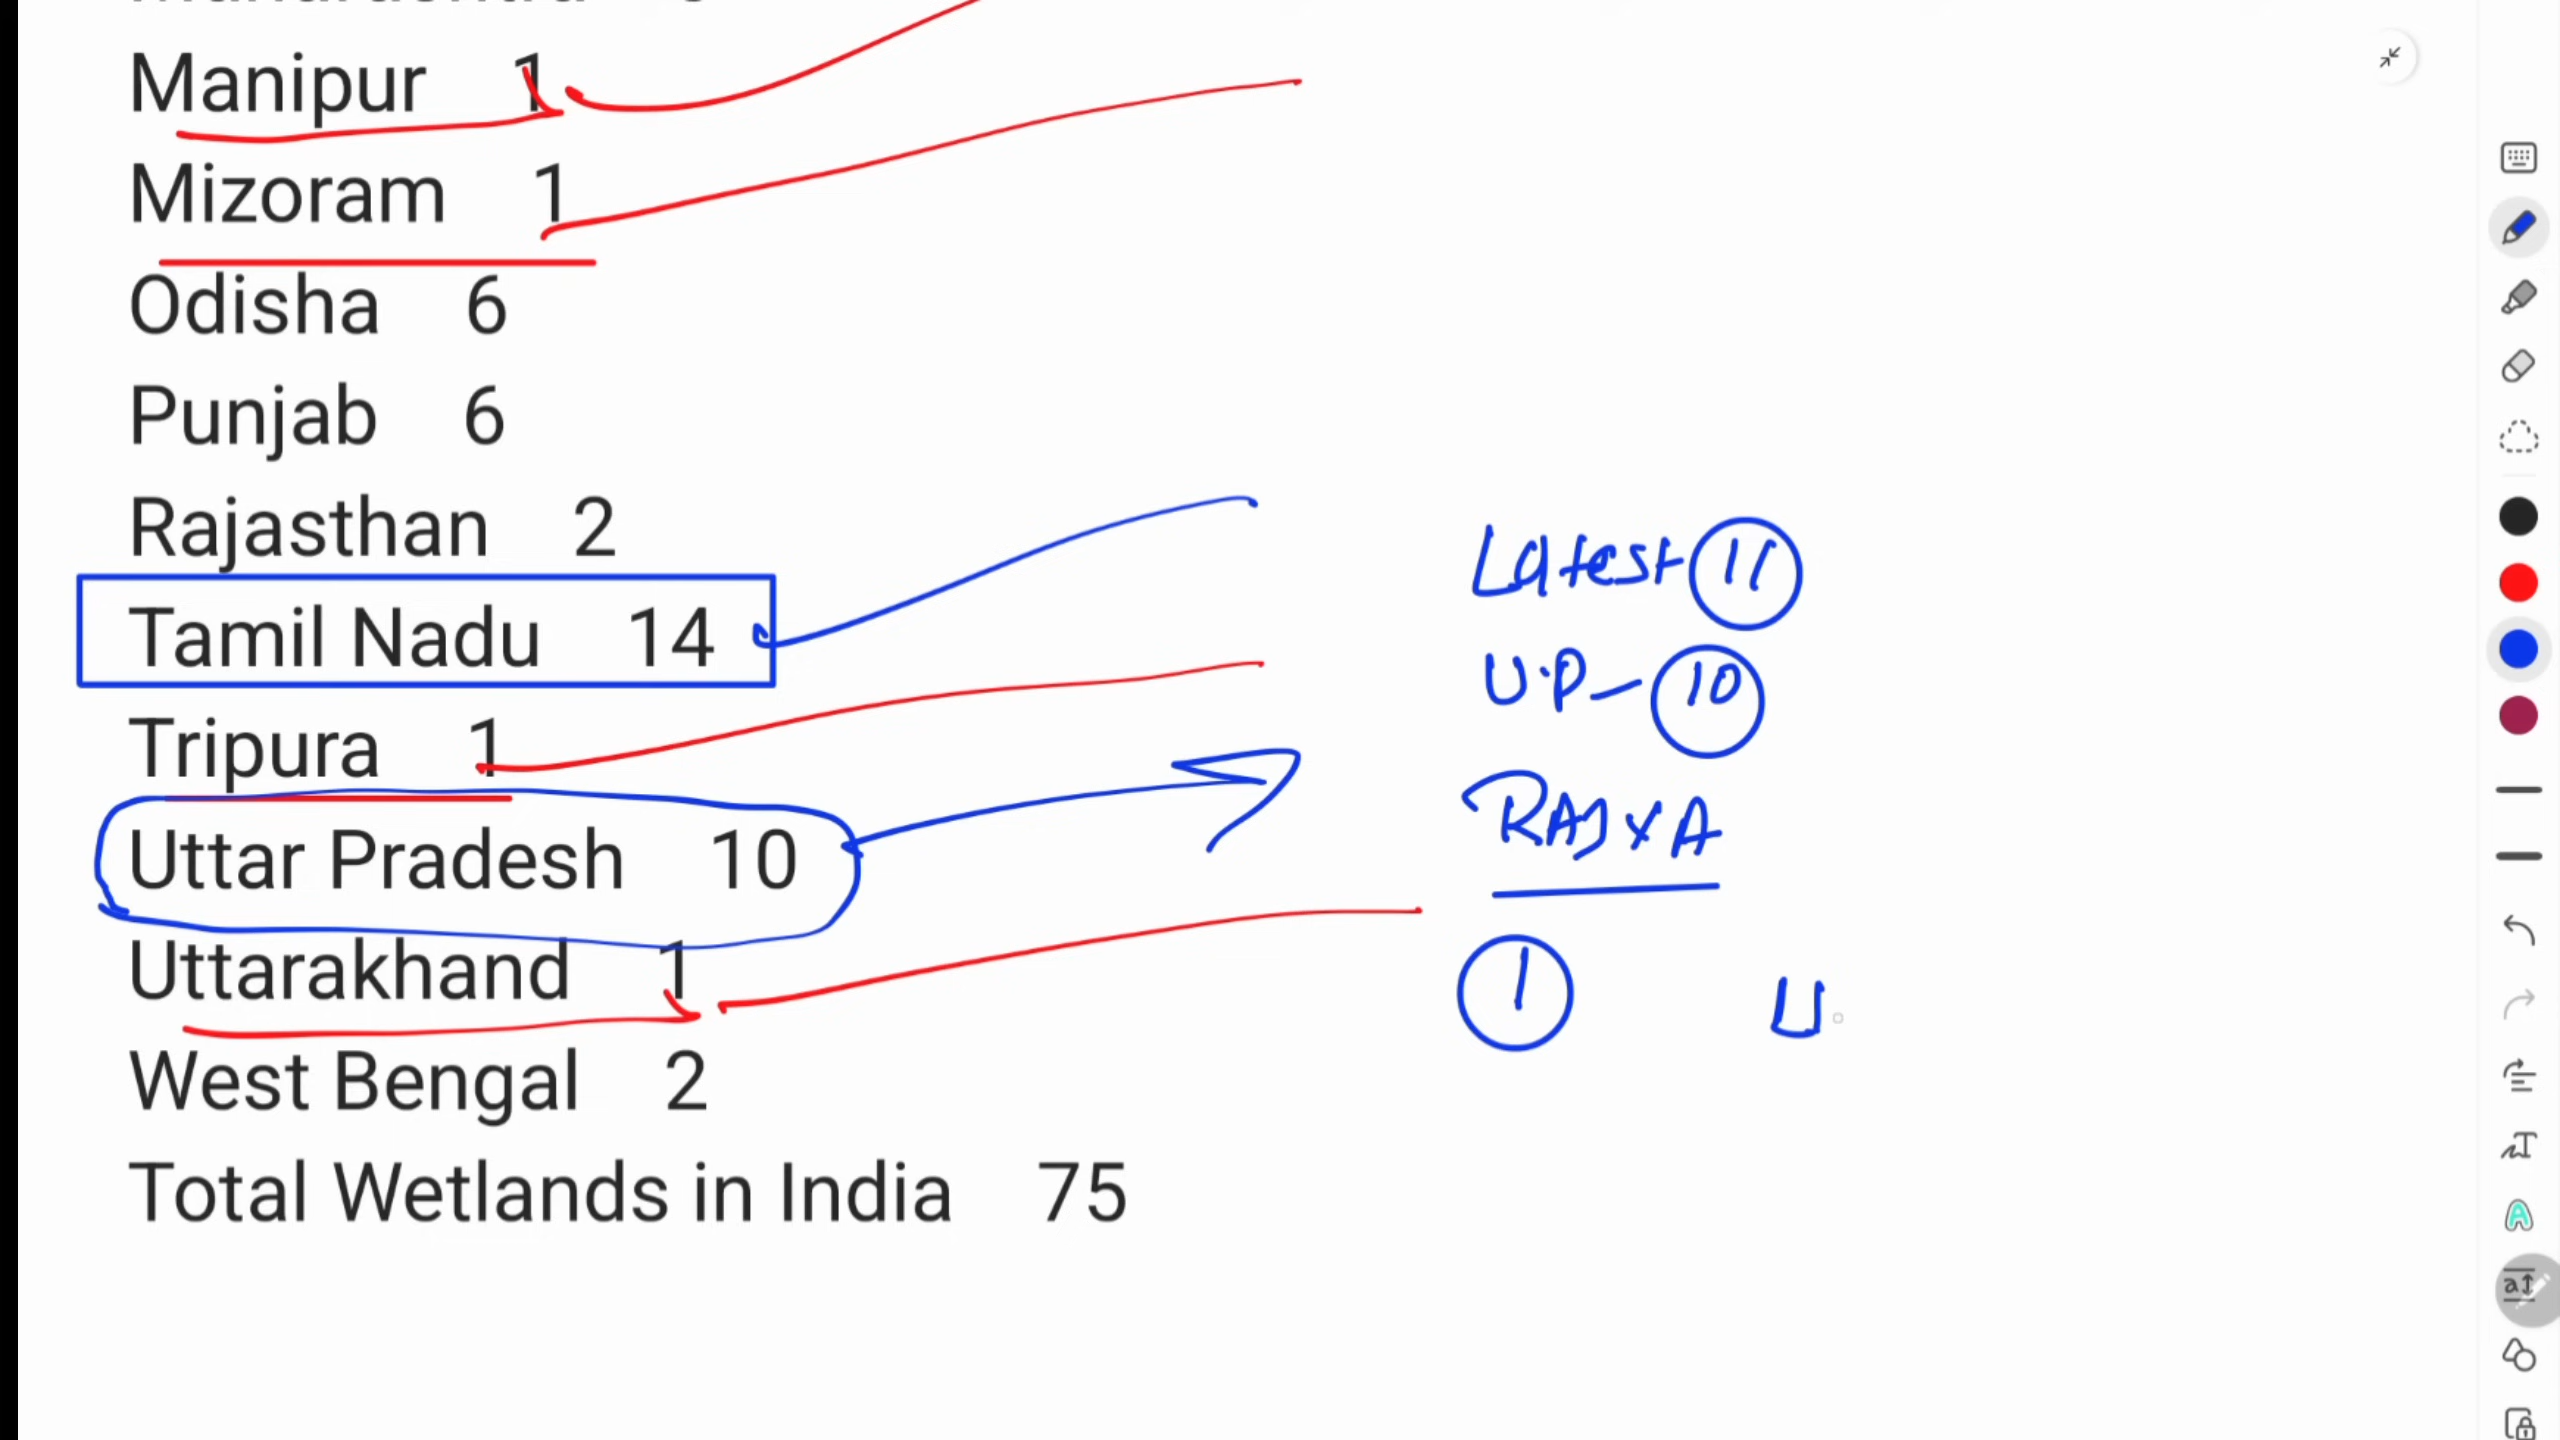 Manipur 1
Mizoram 1
Odisha 6
Punjab 6
Rajasthan 2
Tamil Nadu 14
Tripura 1
Uttar Pradesh 10
Uttarakhand 1
West Bengal 2
Total Wetlands in India 75
Latest 11
U.P - 10
1
U.